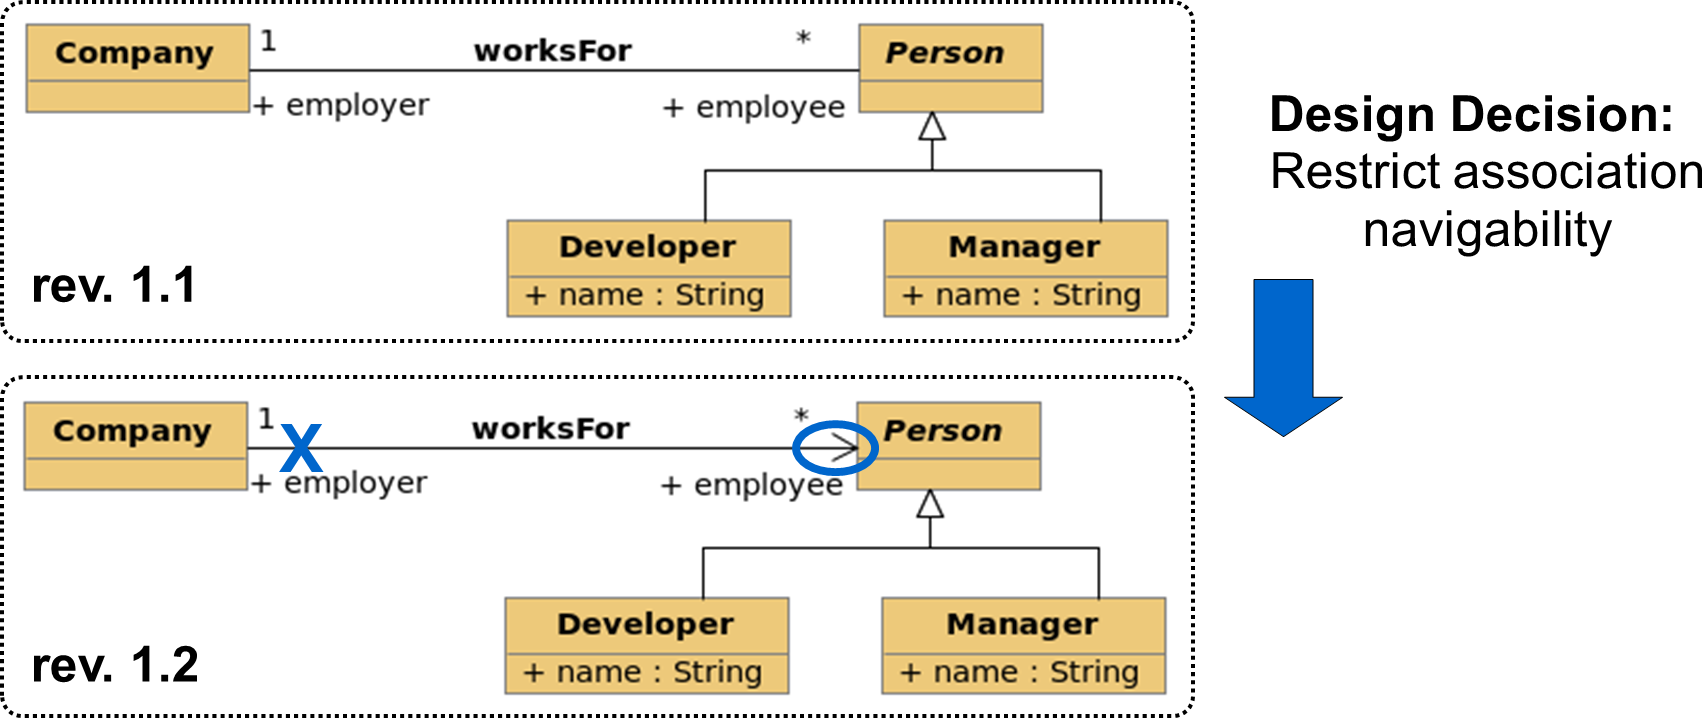 Company
1
worksFor
*
Person
+ employer
+ employee
Developer
+ name : String
Manager
+ name : String
rev. 1.1
Design Decision:
Restrict association
navigability
Company
1
X
worksFor
*
Person
+ employer
+ employee
Developer
+ name : String
Manager
+ name : String
rev. 1.2